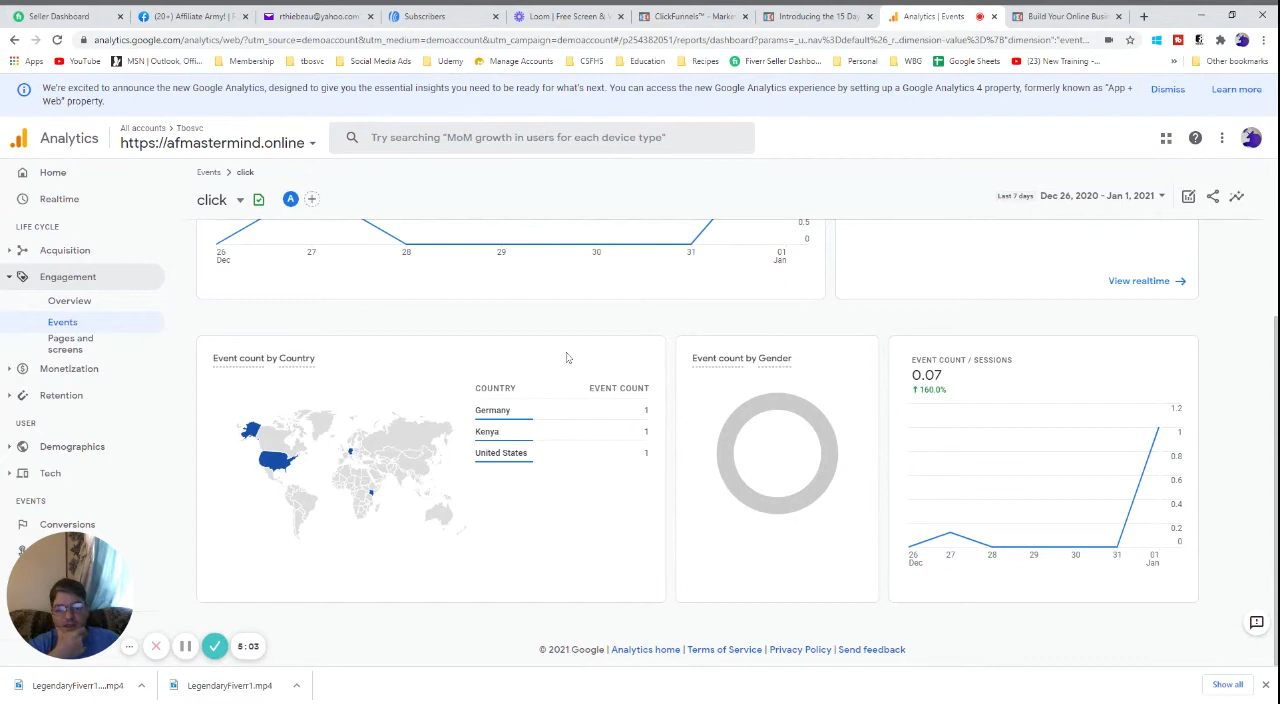 Seller Dashboard
(20+) Affiliate Army! | F
rthiebeau@yahoo.com
Subscribers
Loom | Free Screen & V
ClickFunnels™ - Marke
Introducing the 15 Day
Analytics | Events
Build Your Online Busi
analytics.google.com/analytics/web/?utm_source=demoaccount&utm_medium=demoaccount&utm_campaign=demoaccount#/p254382051/reports/dashboard?params=_u..nav%3Ddefault%26_r..dimension-value%3D%7B"dimension":"event...
Apps
YouTube
MSN | Outlook, Offi...
Membership
tbosvc
Social Media Ads
Udemy
Manage Accounts
CSFHS
Education
Recipes
Fiverr Seller Dashbo...
Personal
WBG
Google Sheets
(23) New Training -...
»
Other bookmarks
We're excited to announce the new Google Analytics, designed to give you the essential insights you need to be ready for what's next. You can access the new Google Analytics experience by setting up a Google Analytics 4 property, formerly known as "App +
Web" property.
Dismiss
Learn more
Analytics
All accounts > Tbosvc
https://afmastermind.online
Try searching "MoM growth in users for each device type"
Home
Realtime
LIFE CYCLE
Acquisition
Engagement
Overview
Events
Pages and
screens
Monetization
Retention
USER
Demographics
Tech
EVENTS
Conversions
Events > click
click
A
Last 7 days Dec 26, 2020 - Jan 1, 2021
0.5
0
26
Dec
27
28
29
30
31
01
Jan
View realtime
Event count by Country
COUNTRY EVENT COUNT
Germany 1
Kenya 1
United States 1
Event count by Gender
EVENT COUNT / SESSIONS
0.07
↑ 160.0%
1.2
1
0.8
0.6
0.4
0.2
0
26
Dec
27
28
29
30
31
01
Jan
5:03
© 2021 Google | Analytics home | Terms of Service | Privacy Policy | Send feedback
LegendaryFiverr1....mp4
LegendaryFiverr1.mp4
Show all